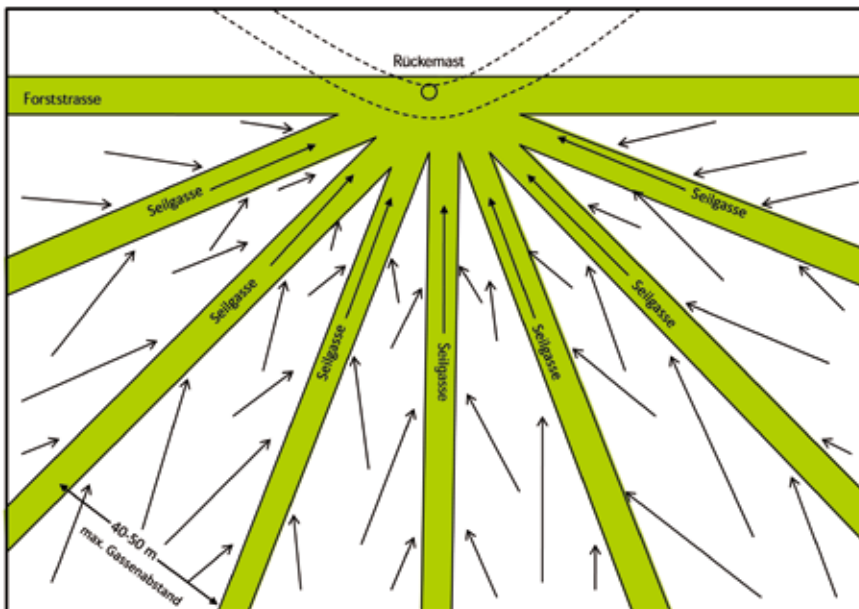 Rückemast
Forststrasse
Seilgasse
Seilgasse
Seilgasse
Seilgasse
Seilgasse
Seilgasse
Seilgasse
40-50 m
max. Gassenabstand